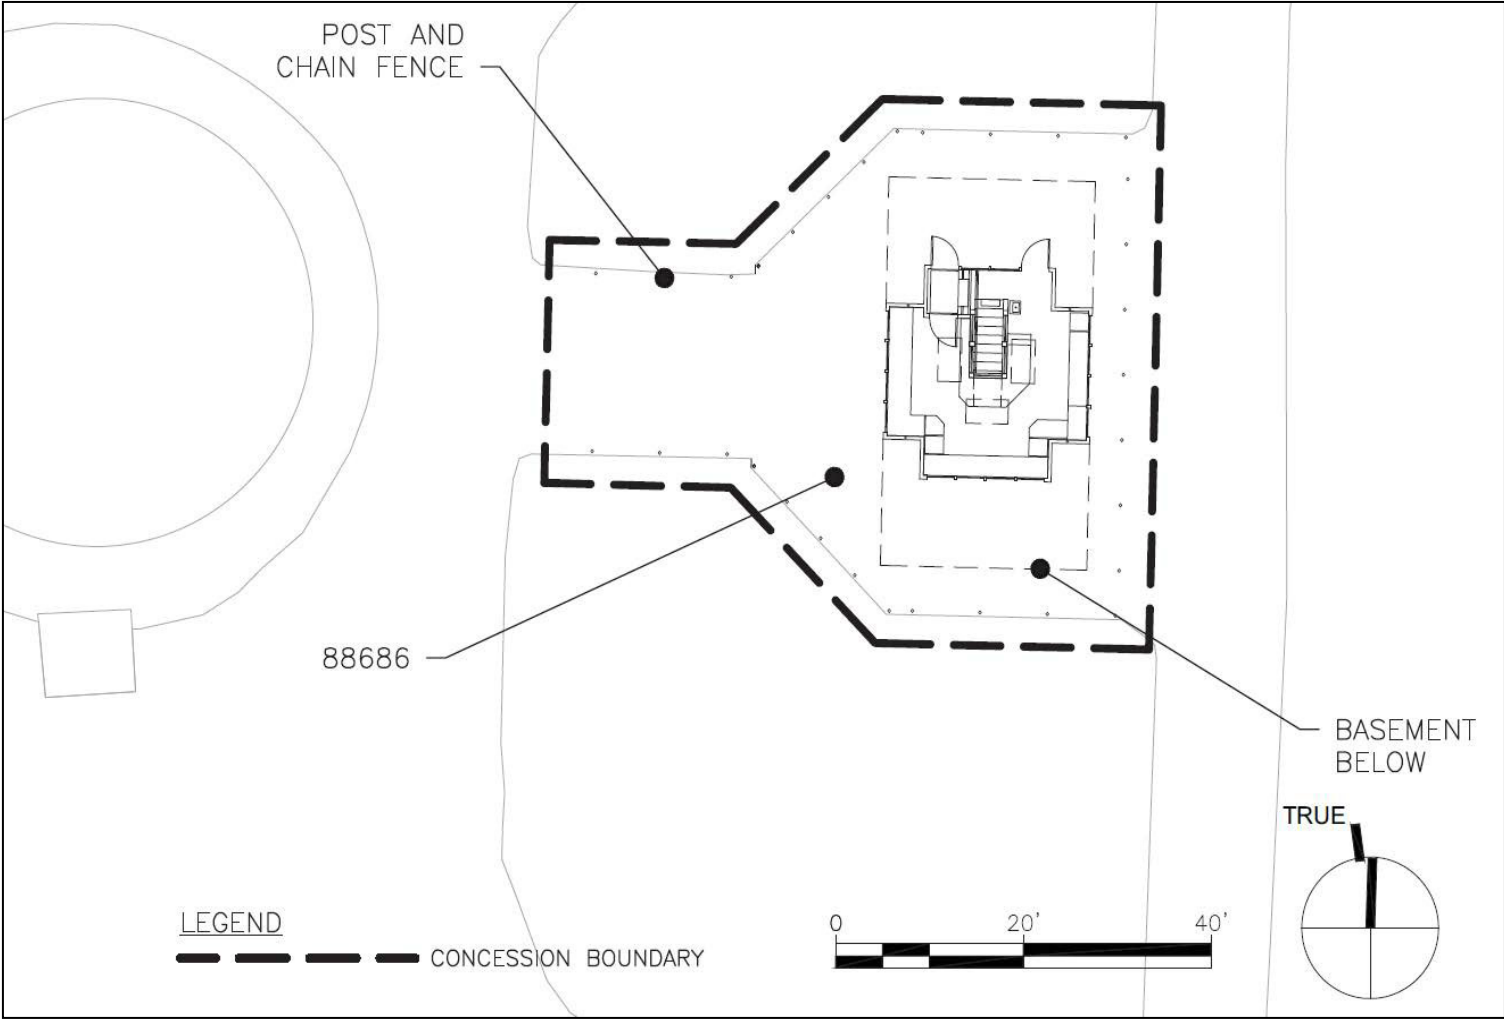 POST AND
CHAIN FENCE
88686
BASEMENT
BELOW
TRUE
LEGEND
CONCESSION BOUNDARY
0 20' 40'